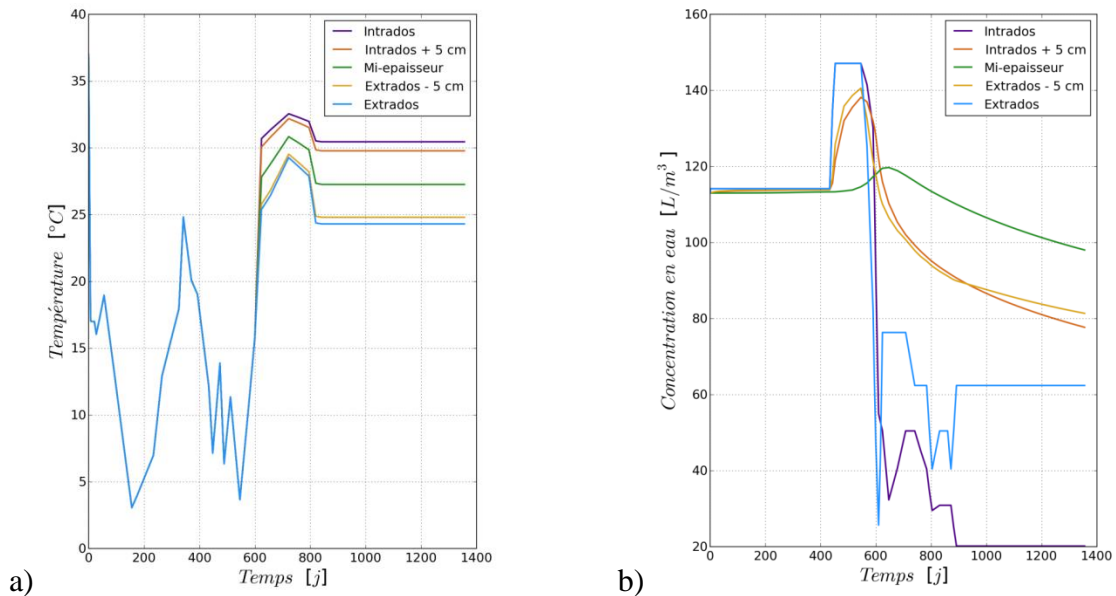 40
35
30
25
20
15
10
5
0
0 200 400 600 800 1000 1200 1400
Température [°C]
Temps [j]
Intrados
Intrados + 5 cm
Mi-epaisseur
Extrados - 5 cm
Extrados
a)
160
140
120
100
80
60
40
20
0 200 400 600 800 1000 1200 1400
Concentration en eau [L/m³]
Temps [j]
Intrados
Intrados + 5 cm
Mi-epaisseur
Extrados - 5 cm
Extrados
b)